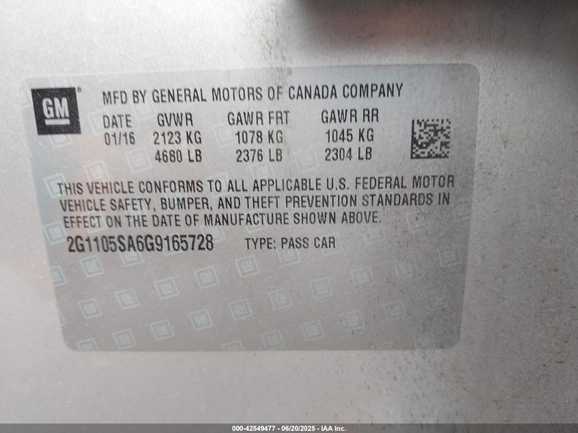 GM
MFD BY GENERAL MOTORS OF CANADA COMPANY
DATE GVWR GAWR FRT GAWR RR
01/16 2123 KG 1078 KG 1045 KG
4680 LB 2376 LB 2304 LB
THIS VEHICLE CONFORMS TO ALL APPLICABLE U.S. FEDERAL MOTOR
VEHICLE SAFETY, BUMPER, AND THEFT PREVENTION STANDARDS IN
EFFECT ON THE DATE OF MANUFACTURE SHOWN ABOVE.
2G1105SA6G9165728 TYPE: PASS CAR
000-42549477 - 06/20/2025 - IAA Inc.